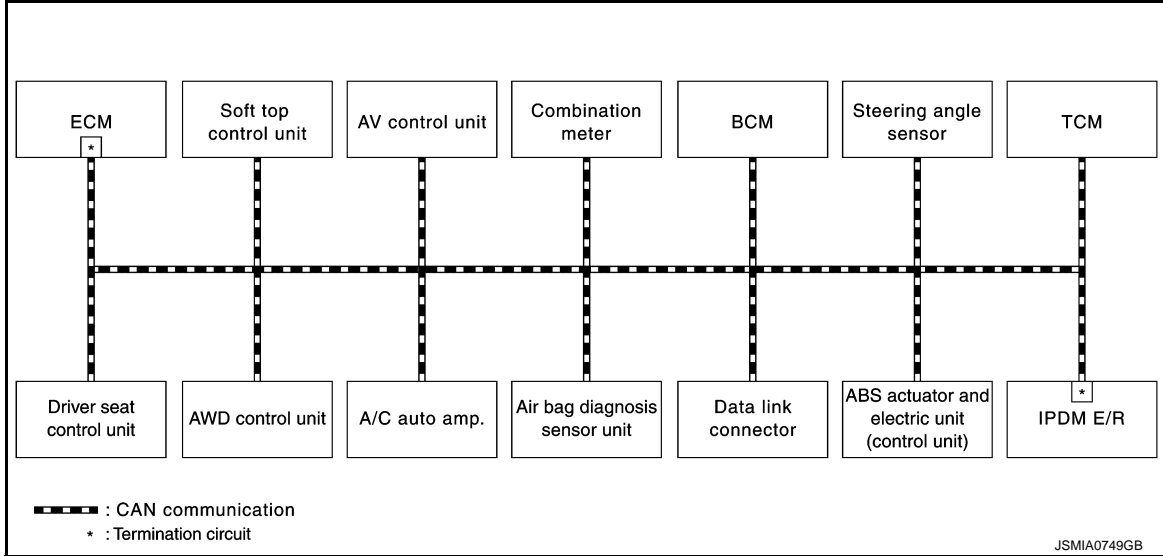 ECM
*
Soft top
control unit
AV control unit
Combination
meter
BCM
Steering angle
sensor
TCM
Driver seat
control unit
AWD control unit
A/C auto amp.
Air bag diagnosis
sensor unit
Data link
connector
ABS actuator and
electric unit
(control unit)
*
IPDM E/R
: CAN communication
* : Termination circuit
JSMIA0749GB